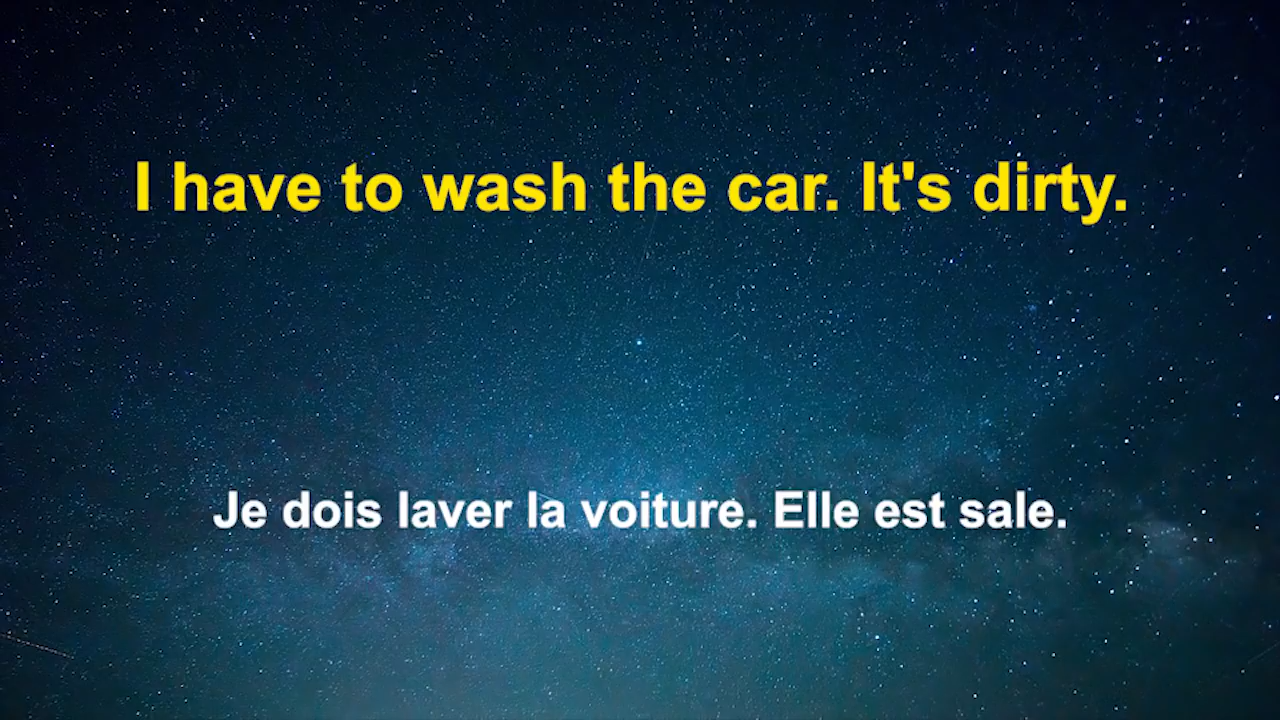 I have to wash the car. It's dirty.
Je dois laver la voiture. Elle est sale.